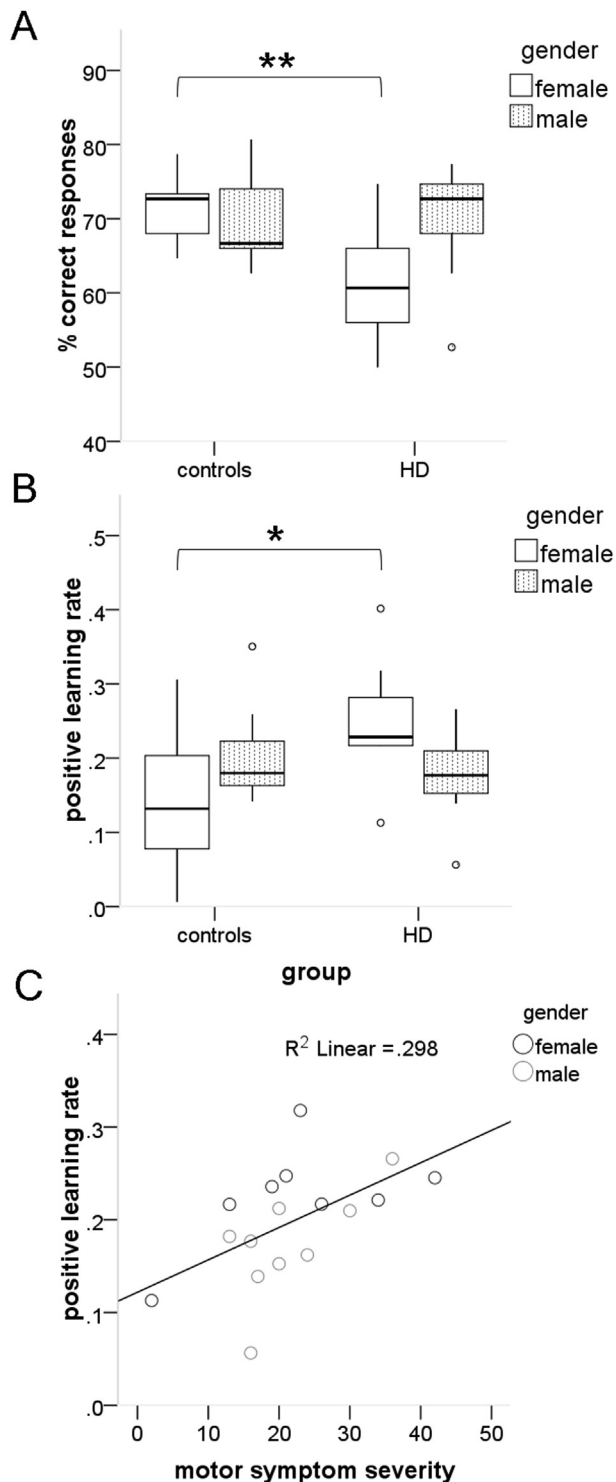 A
gender
female
male
**
% correct responses
90
80
70
60
50
40
controls
HD
B
gender
female
male
*
positive learning rate
.5
.4
.3
.2
.1
.0
controls
HD
group
C
gender
female
male
R² Linear =.298
positive learning rate
.4
.3
.2
.1
.0
0 10 20 30 40 50
motor symptom severity